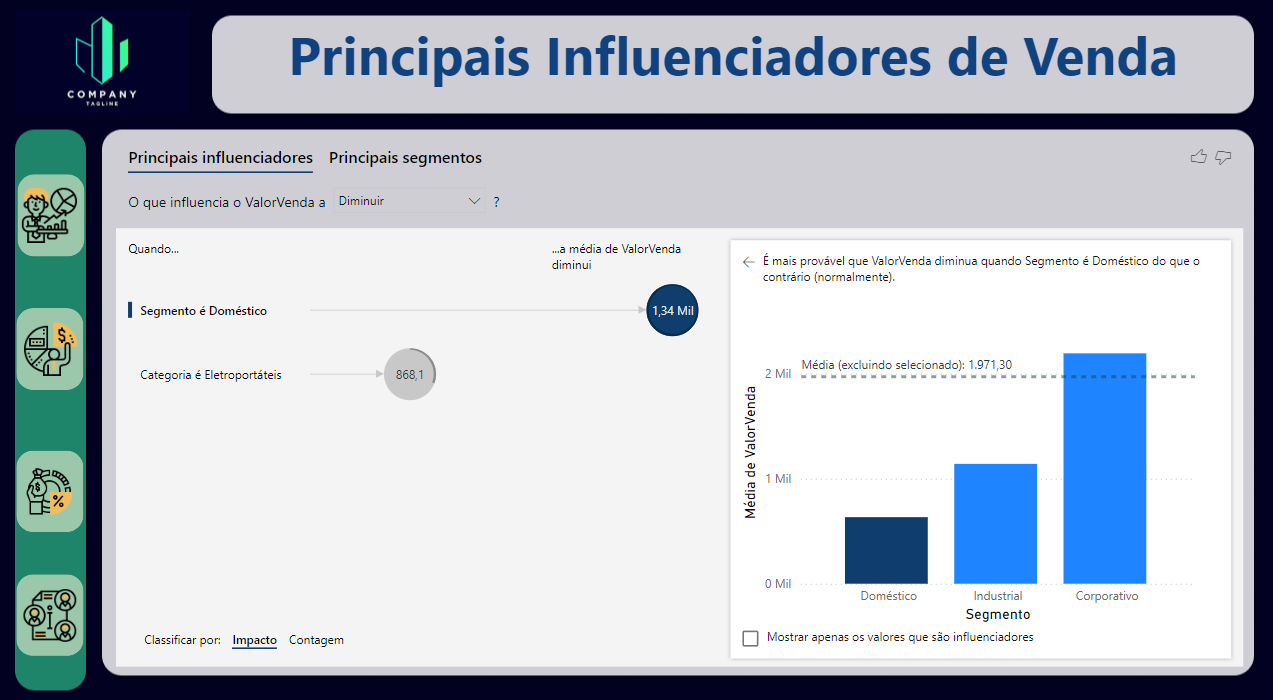 COMPANY
TAGLINE
Principais Influenciadores de Venda
Principais influenciadores
Principais segmentos
O que influencia o ValorVenda a
Diminuir
?
Quando...
...a média de ValorVenda
diminui
Segmento é Doméstico
1,34 Mil
Categoria é Eletroportáteis
868,1
Classificar por:
Impacto
Contagem
É mais provável que ValorVenda diminua quando Segmento é Doméstico do que o
contrário (normalmente).
Média (excluindo selecionado): 1.971,30
2 Mil
1 Mil
0 Mil
Média de ValorVenda
Doméstico
Industrial
Corporativo
Segmento
Mostrar apenas os valores que são influenciadores